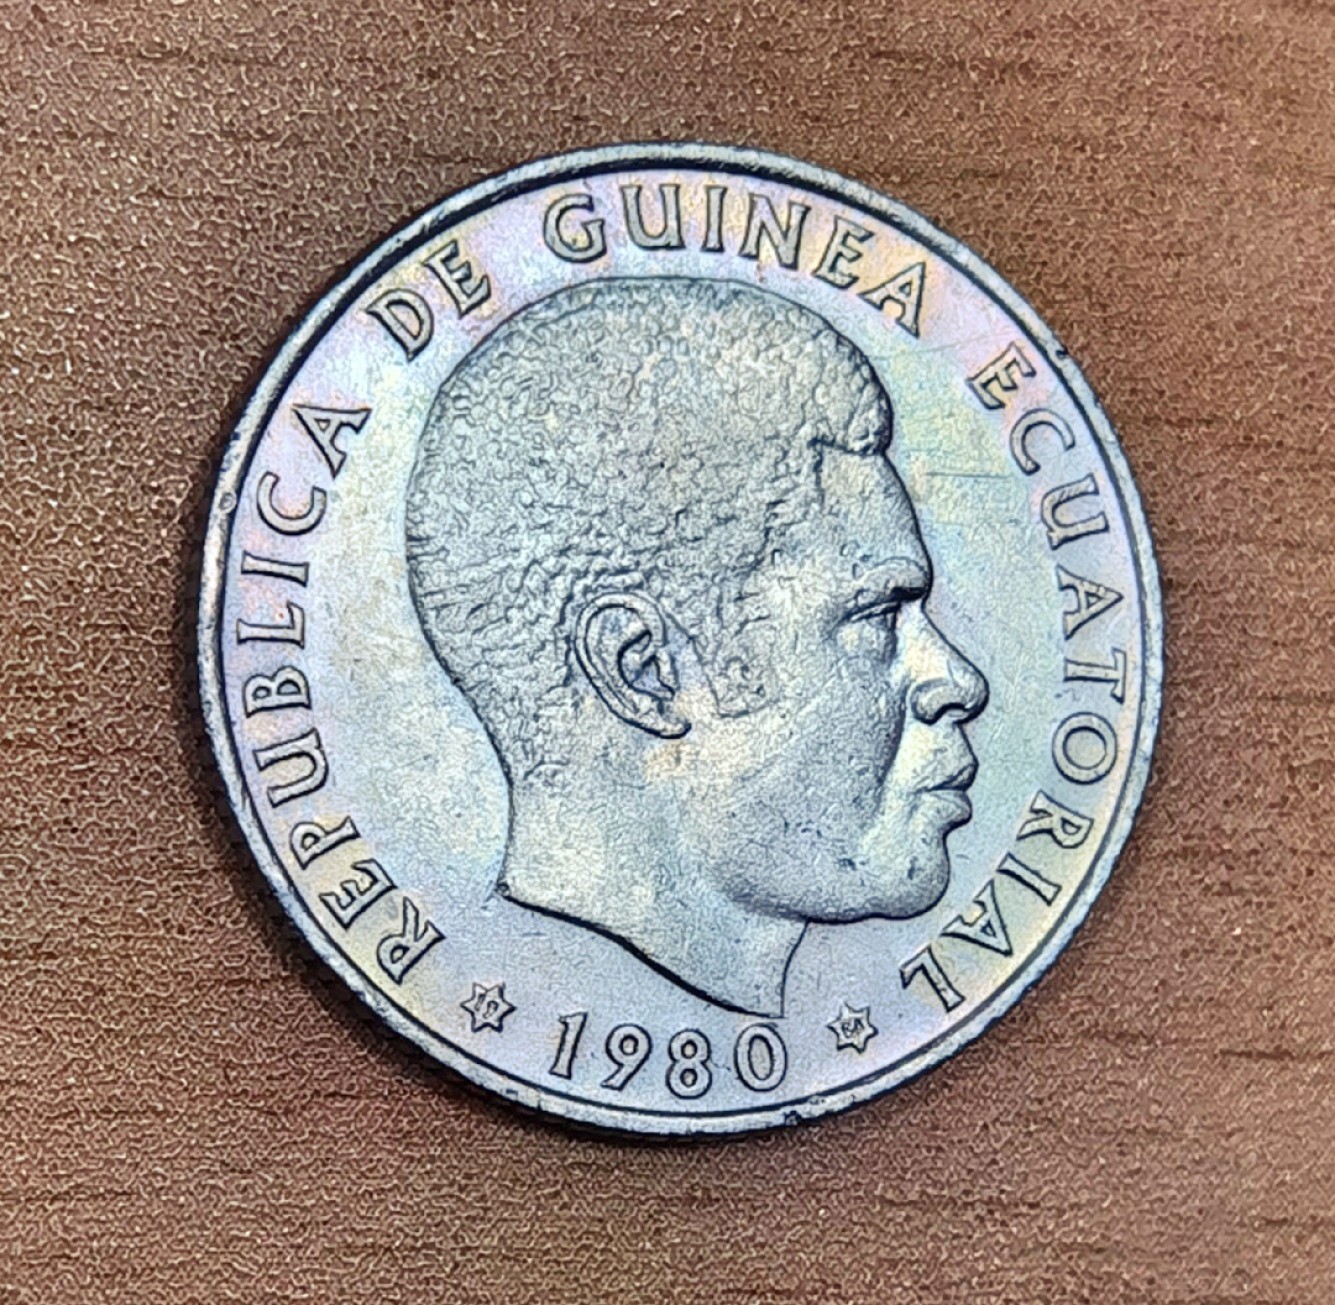 REPUBLICA DE GUINEA ECUATORIAL
1980